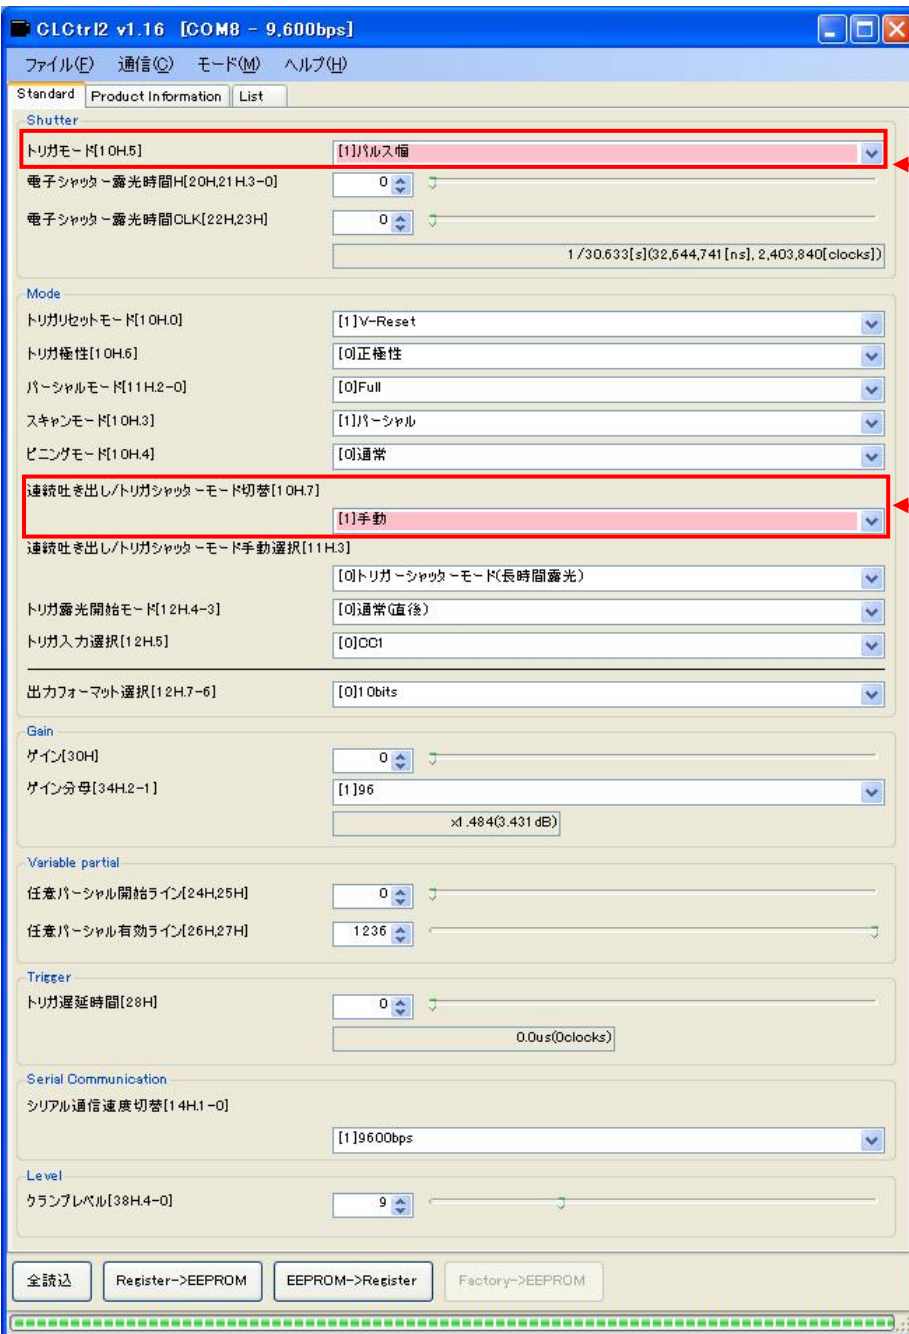 CLCtrl2 v1.16 [COM8 - 9,600bps]
ファイル(F) 通信(C) モード(M) ヘルプ(H)
Standard Product Information List
Shutter
トリガモード[10H.5] [1]パルス幅
電子シャッター露光時間H[20H,21H.3-0] 0
電子シャッター露光時間CLK[22H,23H] 0
1/30.633[s](32,644,741[ns], 2,403,840[clocks])
Mode
トリガリセットモード[10H.0] [1]V-Reset
トリガ極性[10H.6] [0]正極性
パーシャルモード[11H.2-0] [0]Full
スキャンモード[10H.3] [1]パーシャル
ビニングモード[10H.4] [0]通常
連続吐き出し/トリガシャッターモード切替[10H.7]
[1]手動
連続吐き出し/トリガシャッターモード手動選択[11H.3]
[0]トリガーシャッターモード(長時間露光)
トリガ露光開始モード[12H.4-3] [0]通常(直後)
トリガ入力選択[12H.5] [0]CC1
出力フォーマット選択[12H.7-6] [0]10bits
Gain
ゲイン[30H] 0
ゲイン分母[34H.2-1] [1]96
x1.484(3.431dB)
Variable partial
任意パーシャル開始ライン[24H,25H] 0
任意パーシャル有効ライン[26H,27H] 1236
Trigger
トリガ遅延時間[28H] 0
0.0us(0clocks)
Serial Communication
シリアル通信速度切替[14H.1-0]
[1]9600bps
Level
クランプレベル[38H.4-0] 9
全読込 Register->EEPROM EEPROM->Register Factory->EEPROM